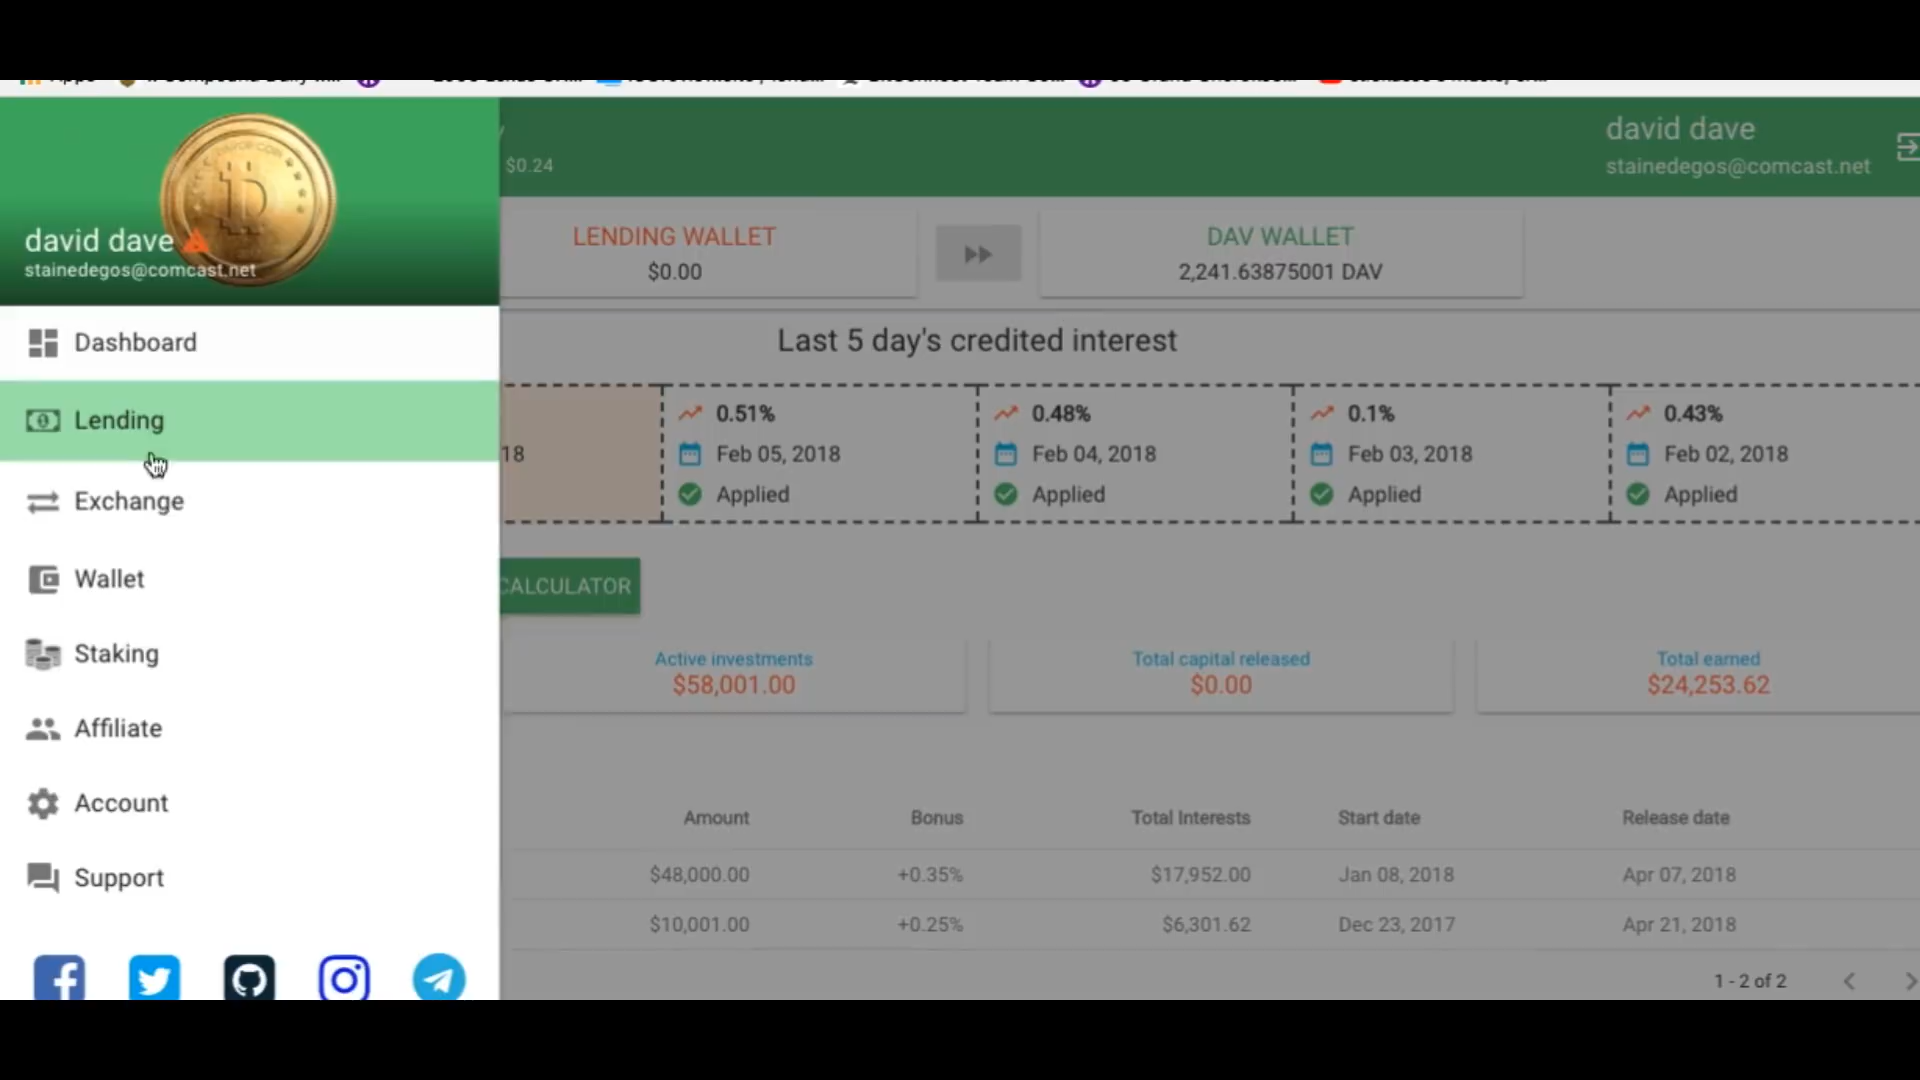 david dave
stainedegos@comcast.net
Dashboard
Lending
Exchange
Wallet
Staking
Affiliate
Account
Support
$0.24
david dave
stainedegos@comcast.net
LENDING WALLET
$0.00
DAV WALLET
2,241.63875001 DAV
Last 5 day's credited interest
18
0.51%
Feb 05, 2018
Applied
0.48%
Feb 04, 2018
Applied
0.1%
Feb 03, 2018
Applied
0.43%
Feb 02, 2018
Applied
CALCULATOR
Active investments
$58,001.00
Total capital released
$0.00
Total earned
$24,253.62
Amount Bonus Total Interests Start date Release date
$48,000.00 +0.35% $17,952.00 Jan 08, 2018 Apr 07, 2018
$10,001.00 +0.25% $6,301.62 Dec 23, 2017 Apr 21, 2018
1 - 2 of 2